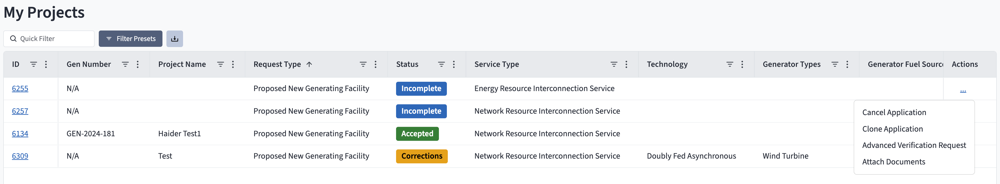 My Projects
Quick Filter Filter Presets
ID Gen Number Project Name Request Type Status Service Type Technology Generator Types Generator Fuel Sourc Actions
6255 N/A Proposed New Generating Facility Incomplete Energy Resource Interconnection Service ...
6257 N/A Proposed New Generating Facility Incomplete Network Resource Interconnection Service
6134 GEN-2024-181 Haider Test1 Proposed New Generating Facility Accepted Network Resource Interconnection Service
6309 N/A Test Proposed New Generating Facility Corrections Network Resource Interconnection Service Doubly Fed Asynchronous Wind Turbine
Cancel Application
Clone Application
Advanced Verification Request
Attach Documents